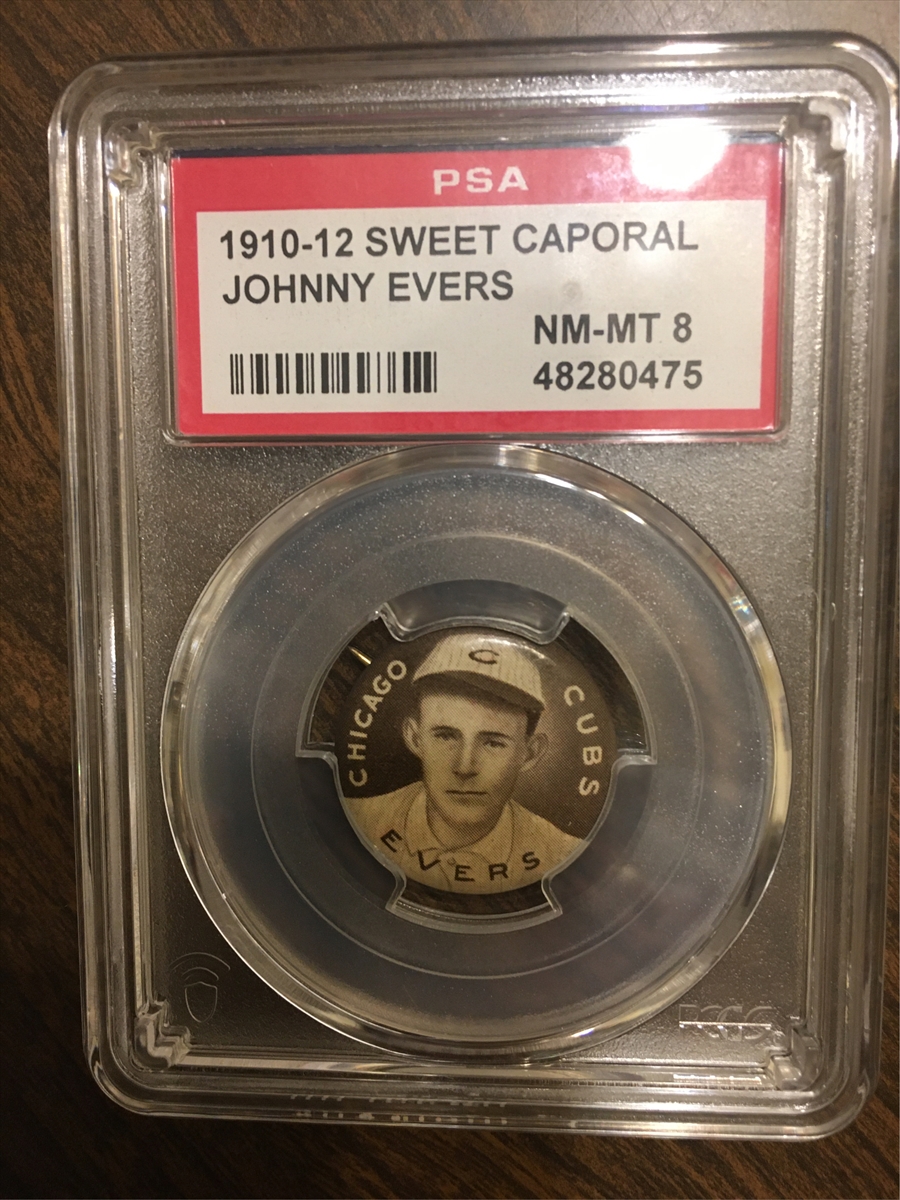 PSA
1910-12 SWEET CAPORAL
JOHNNY EVERS
NM-MT 8
48280475
C
CHICAGO
CUBS
EVERS